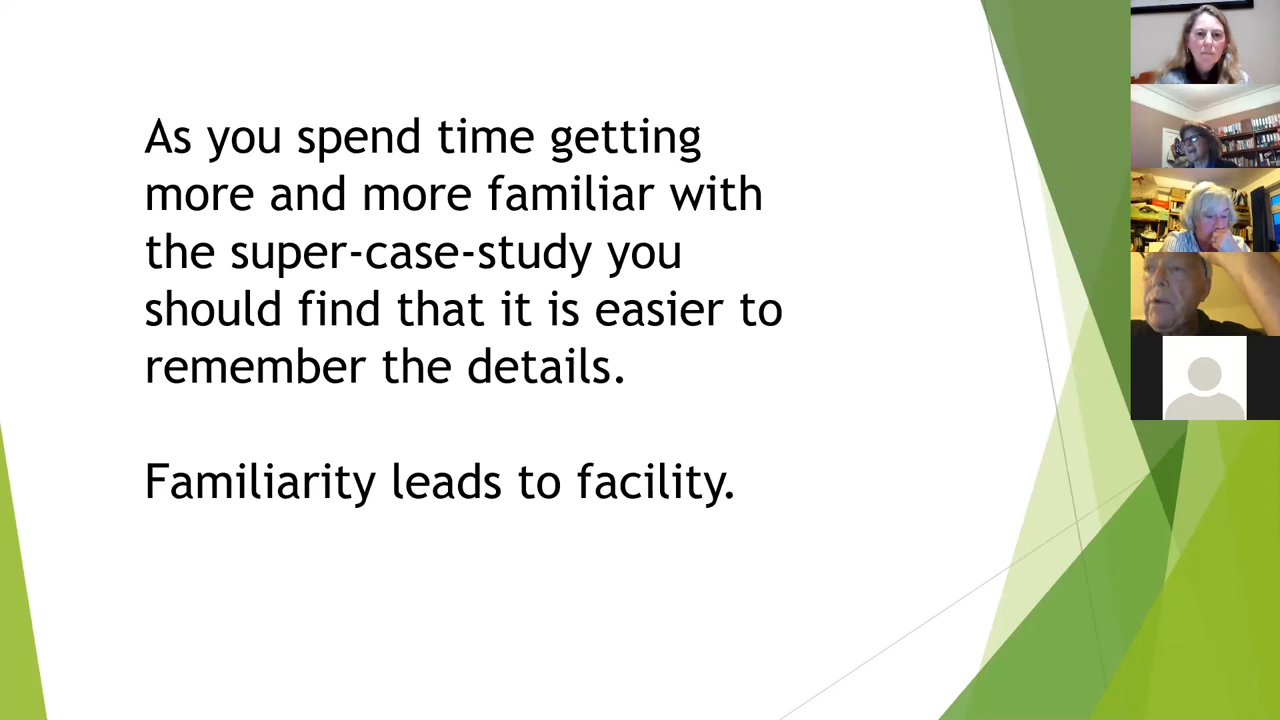 As you spend time getting
more and more familiar with
the super-case-study you
should find that it is easier to
remember the details.
Familiarity leads to facility.